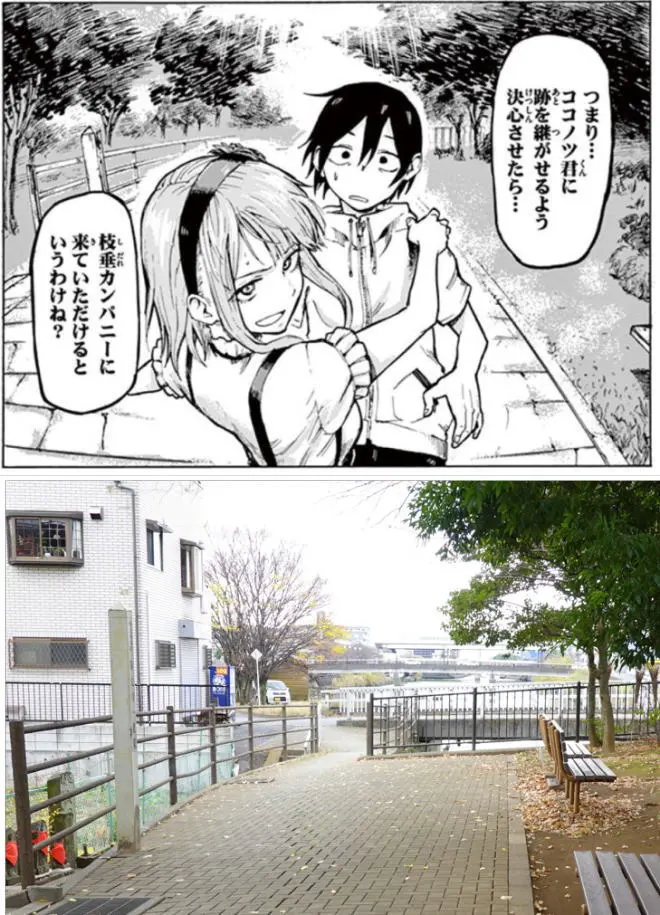 つまり…
ココノツ君に
跡を継がせるよう
決心させたら…
枝垂カンパニーに
来ていただけると
いうわけね?